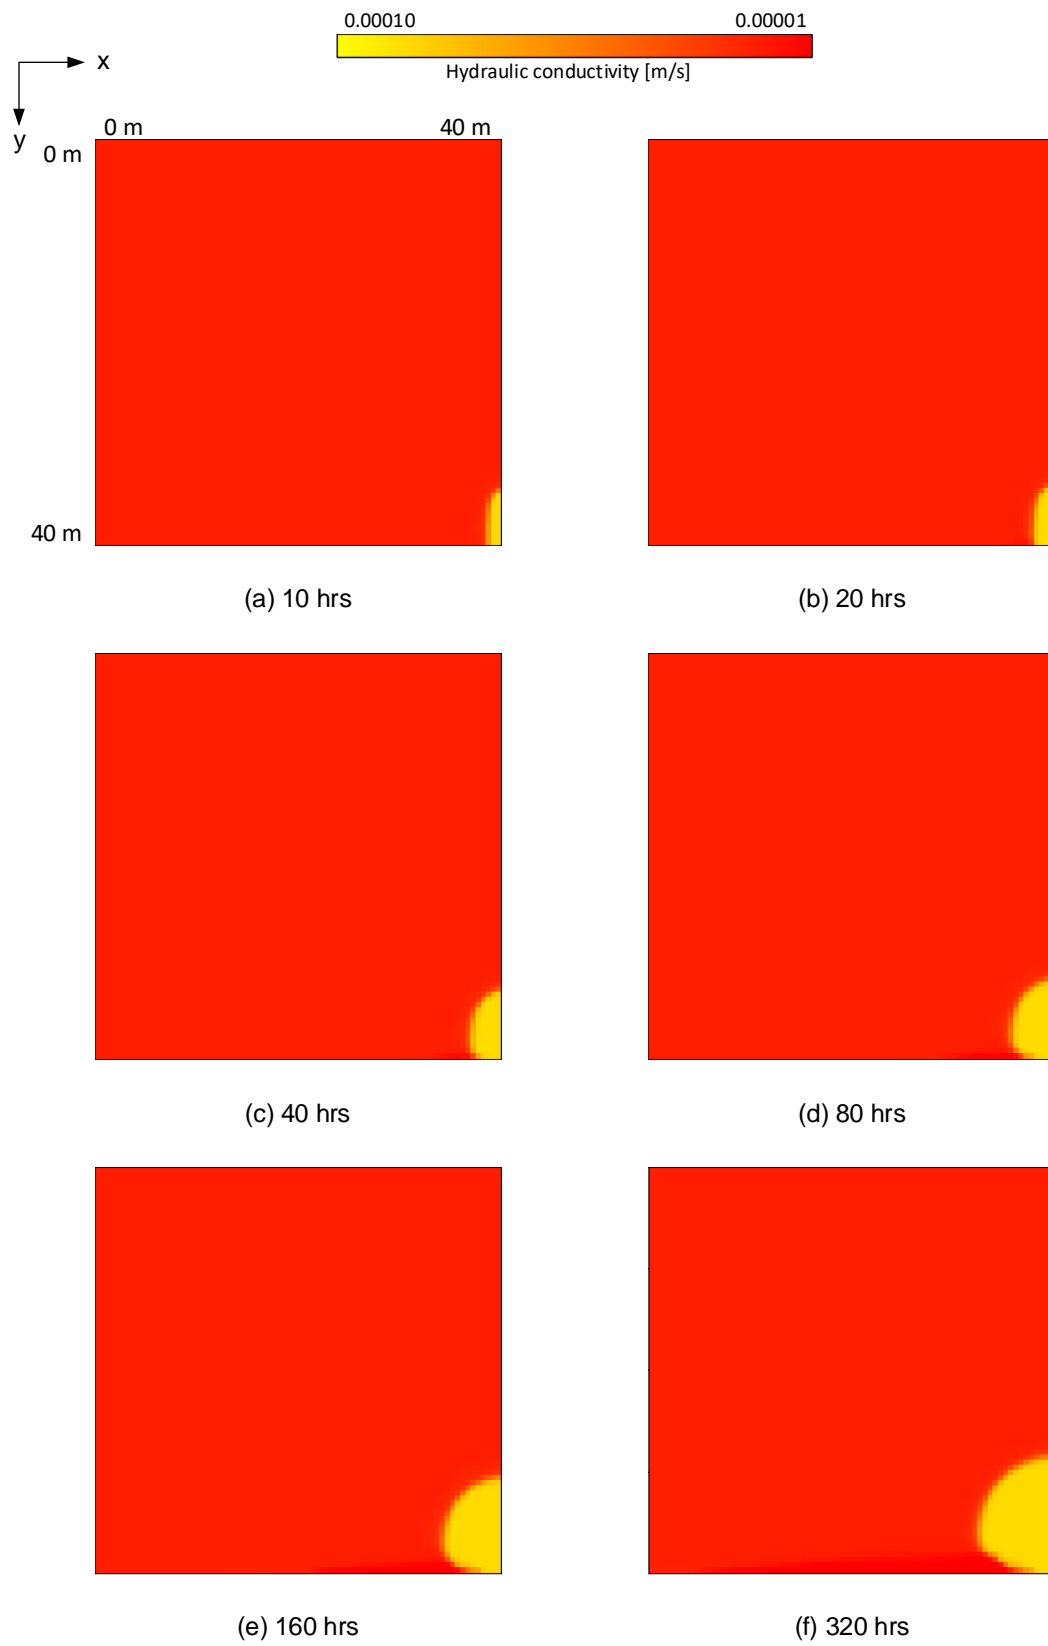 0.00010 0.00001
Hydraulic conductivity [m/s]
x
y
0 m 40 m
0 m
40 m
(a) 10 hrs (b) 20 hrs
(c) 40 hrs (d) 80 hrs
(e) 160 hrs (f) 320 hrs